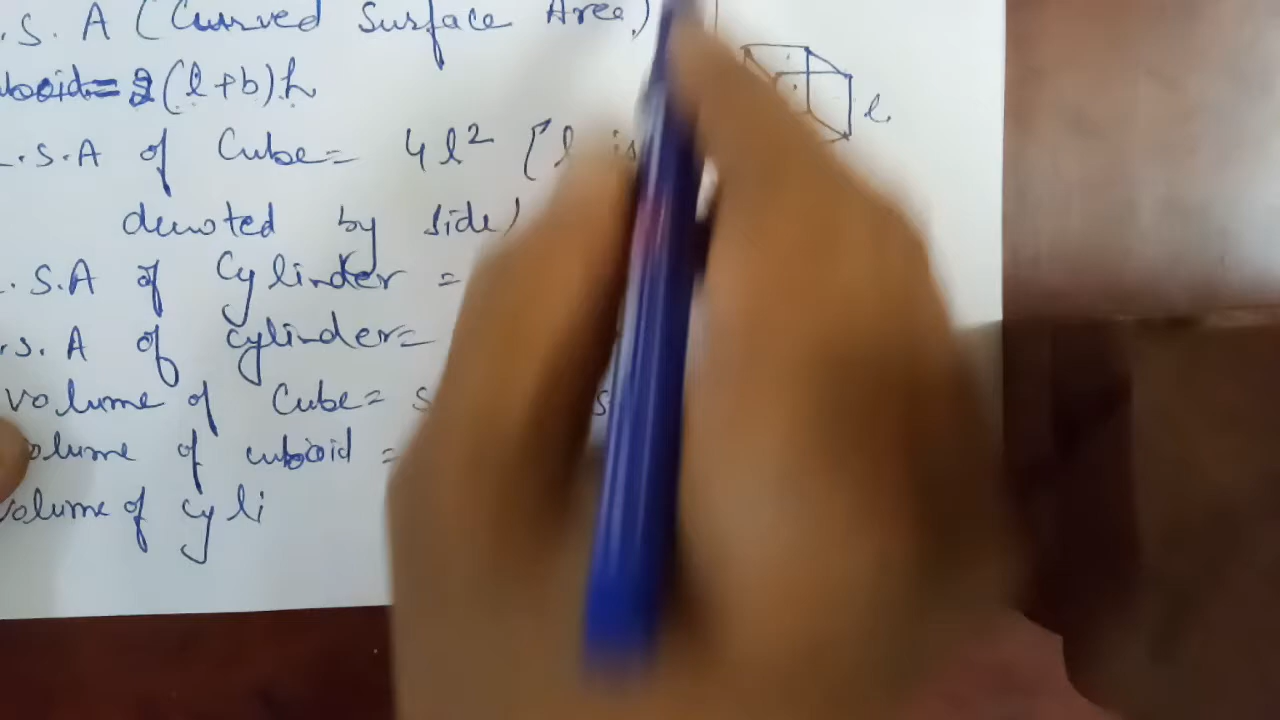 .S. A (Curved Surface Area)
= 2(l+b)h
.S.A of Cube = 4l² (l is
denoted by side)
.S.A of Cylinder =
.S. A of cylinder=
volume of Cube= s
volume of cuboid =
volume of cyli
l